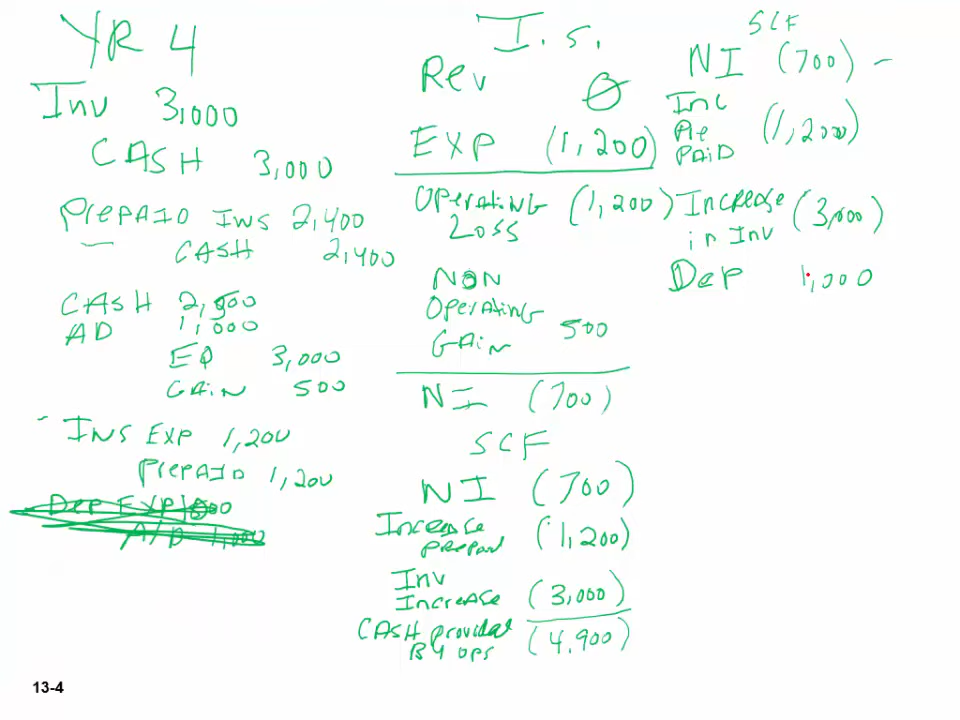 YR 4
Inv 3,000
CASH 3,000
PrepAID INS 2,400
CASH 2,400
CASH 2,500
AD 1,000
EQ 3,000
GAIN 500
INS EXP 1,200
PrepAID 1,200
Dep EXP
A/D 1,000
I.S.
Rev Ø
EXP (1,200)
OperAtiNG Loss (1,200)
NON
OperAtiNG
GAiN 500
NI (700)
SCF
NI (700)
Increase
prepaid (1,200)
Inv
Increase (3,000)
CASH provided
By ops (4,900)
SCF
NI (700)
Inc
Pre
PAiD (1,200)
Increase
in Inv (3,000)
Dep 1,000
13-4